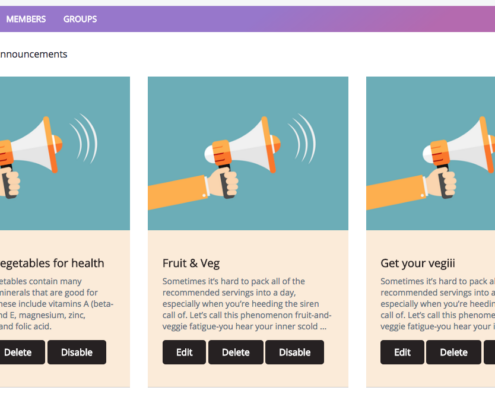 MEMBERS GROUPS
nnouncements
egetables for health
etables contain many
minerals that are good for
hese include vitamins A (beta-
nd E, magnesium, zinc,
and folic acid.
Delete Disable
Fruit & Veg
Sometimes it's hard to pack all of the
recommended servings into a day,
especially when you're heeding the siren
call of. Let's call this phenomenon fruit-and-
veggie fatigue-you hear your inner scold ...
Edit Delete Disable
Get your vegiii
Sometimes it's hard to pack al
recommended servings into a
especially when you're heedin
call of. Let's call this phenome
veggie fatigue-you hear your i
Edit Delete